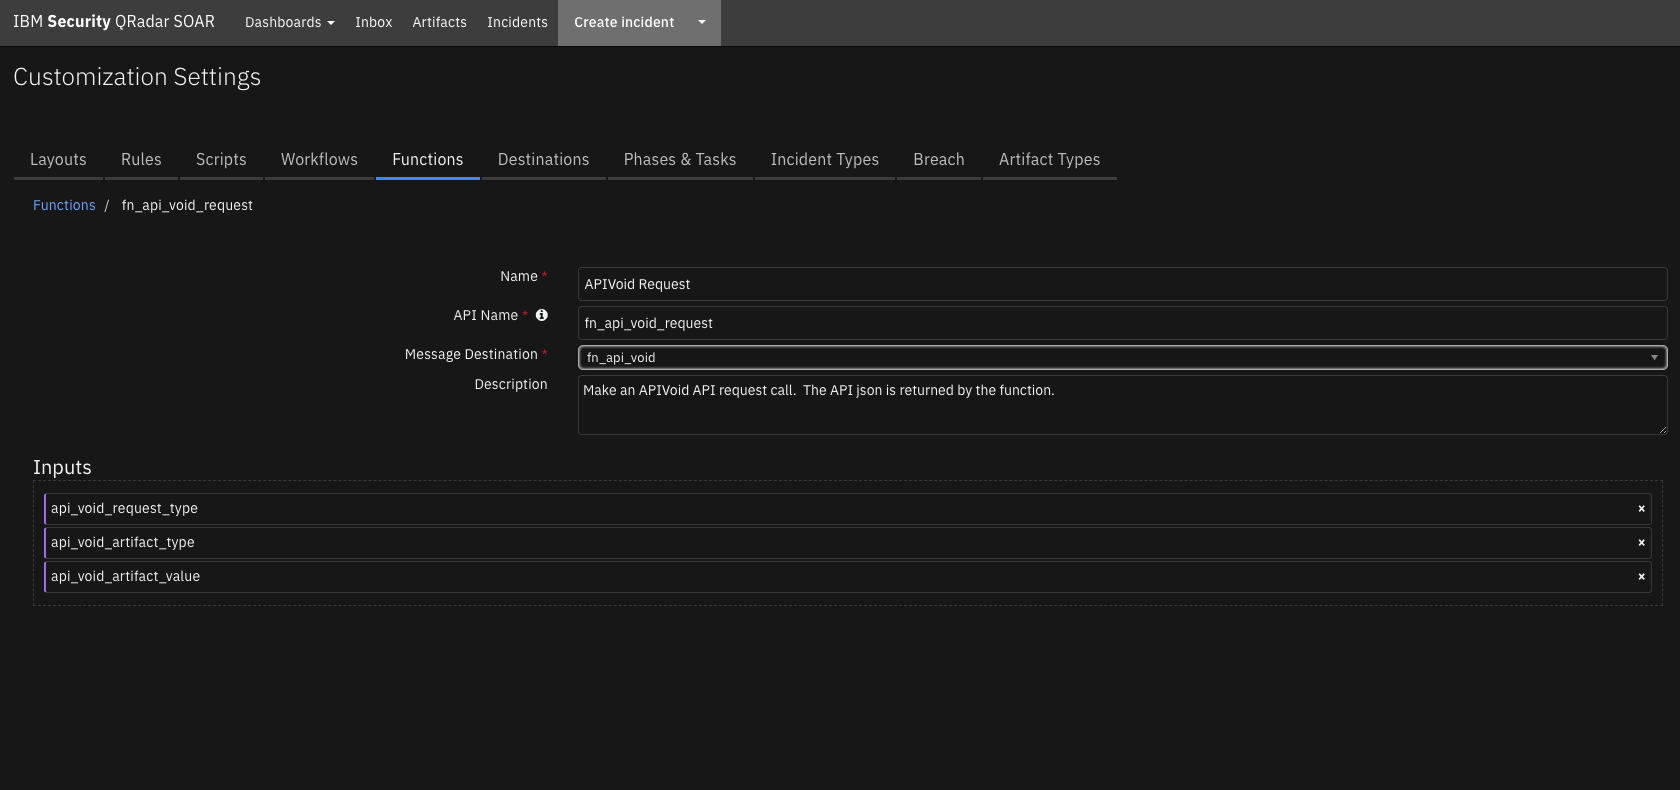 IBM Security QRadar SOAR Dashboards Inbox Artifacts Incidents Create incident
Customization Settings
Layouts Rules Scripts Workflows Functions Destinations Phases & Tasks Incident Types Breach Artifact Types
Functions / fn_api_void_request
Name * APIVoid Request
API Name * fn_api_void_request
Message Destination * fn_api_void
Description Make an APIVoid API request call. The API json is returned by the function.
Inputs
api_void_request_type ×
api_void_artifact_type ×
api_void_artifact_value ×